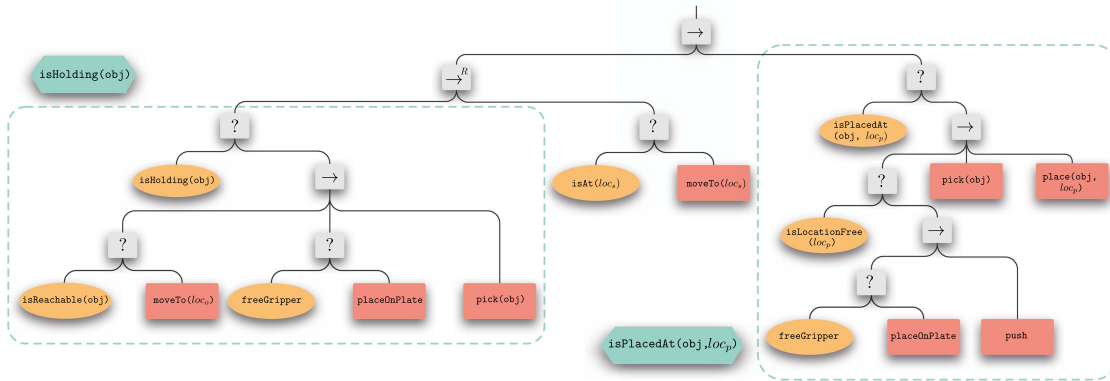 →
isHolding(obj)
→R
?
?
?
isPlacedAt
(obj, locₚ)
→
isHolding(obj)
→
isAt(locₛ)
moveTo(locₛ)
?
pick(obj)
place(obj,
locₚ)
isLocationFree
(locₚ)
→
?
?
?
isReachable(obj)
moveTo(locₒ)
freeGripper
placeOnPlate
pick(obj)
freeGripper
placeOnPlate
push
isPlacedAt(obj,locₚ)